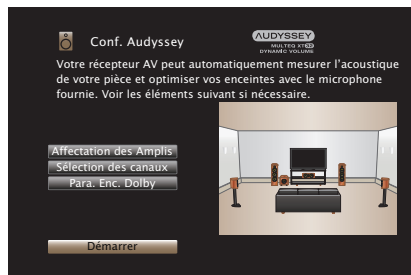 Conf. Audyssey
AUDYSSEY
MULTEQ XT32
DYNAMIC VOLUME
Votre récepteur AV peut automatiquement mesurer l'acoustique
de votre pièce et optimiser vos enceintes avec le microphone
fournie. Voir les éléments suivant si nécessaire.
Affectation des Amplis
Sélection des canaux
Para. Enc. Dolby
Démarrer